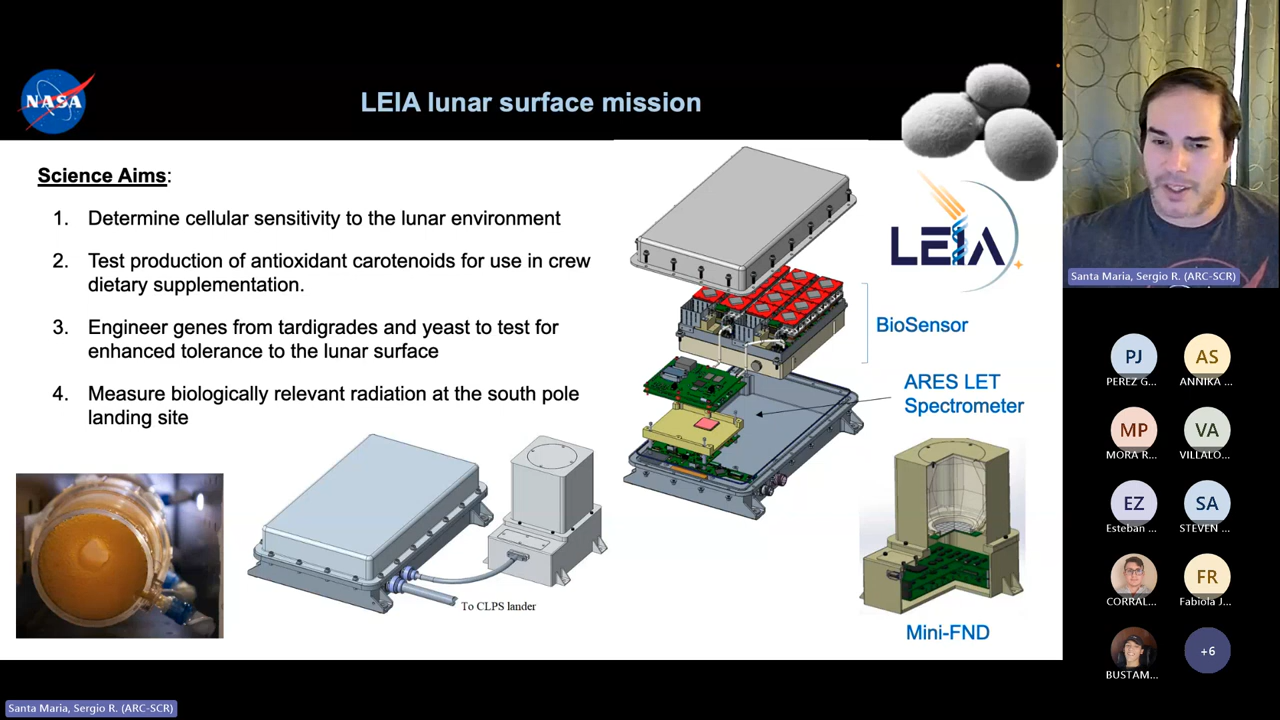 NASA
LEIA lunar surface mission
Science Aims:
1. Determine cellular sensitivity to the lunar environment
2. Test production of antioxidant carotenoids for use in crew
dietary supplementation.
3. Engineer genes from tardigrades and yeast to test for
enhanced tolerance to the lunar surface
4. Measure biologically relevant radiation at the south pole
landing site
LEIA
BioSensor
ARES LET
Spectrometer
To CLPS lander
Mini-FND
Santa Maria, Sergio R. (ARC-SCR)
PJ
AS
PEREZ G...
ANNIKA ...
MP
VA
MORA R...
VILLALO...
EZ
SA
Esteban ...
STEVEN ...
FR
CORRAL...
Fabiola J...
+6
BUSTAM...
Santa Maria, Sergio R. (ARC-SCR)